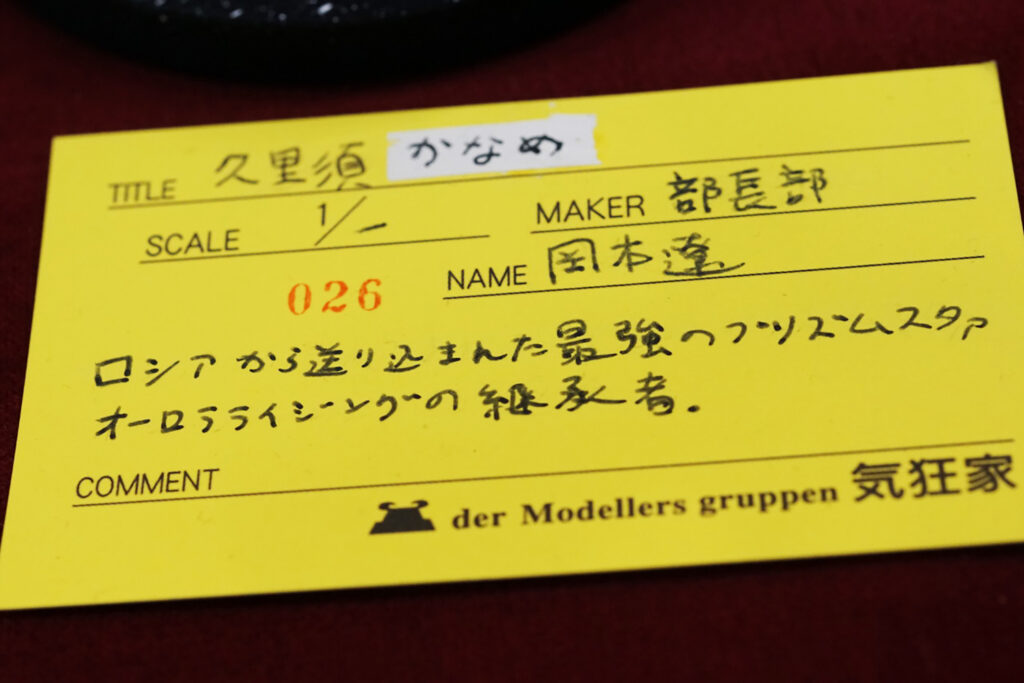 TITLE 久里須 かなめ
SCALE 1/-
MAKER 部長部
026
NAME 岡本遼
ロシアから送り込まれた最強のプリズムスタァ
オーロラライジングの継承者.
COMMENT
der Modellers gruppen 気狂家